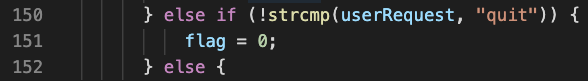 150 } else if (!strcmp(userRequest, "quit")) {
151 flag = 0;
152 } else {